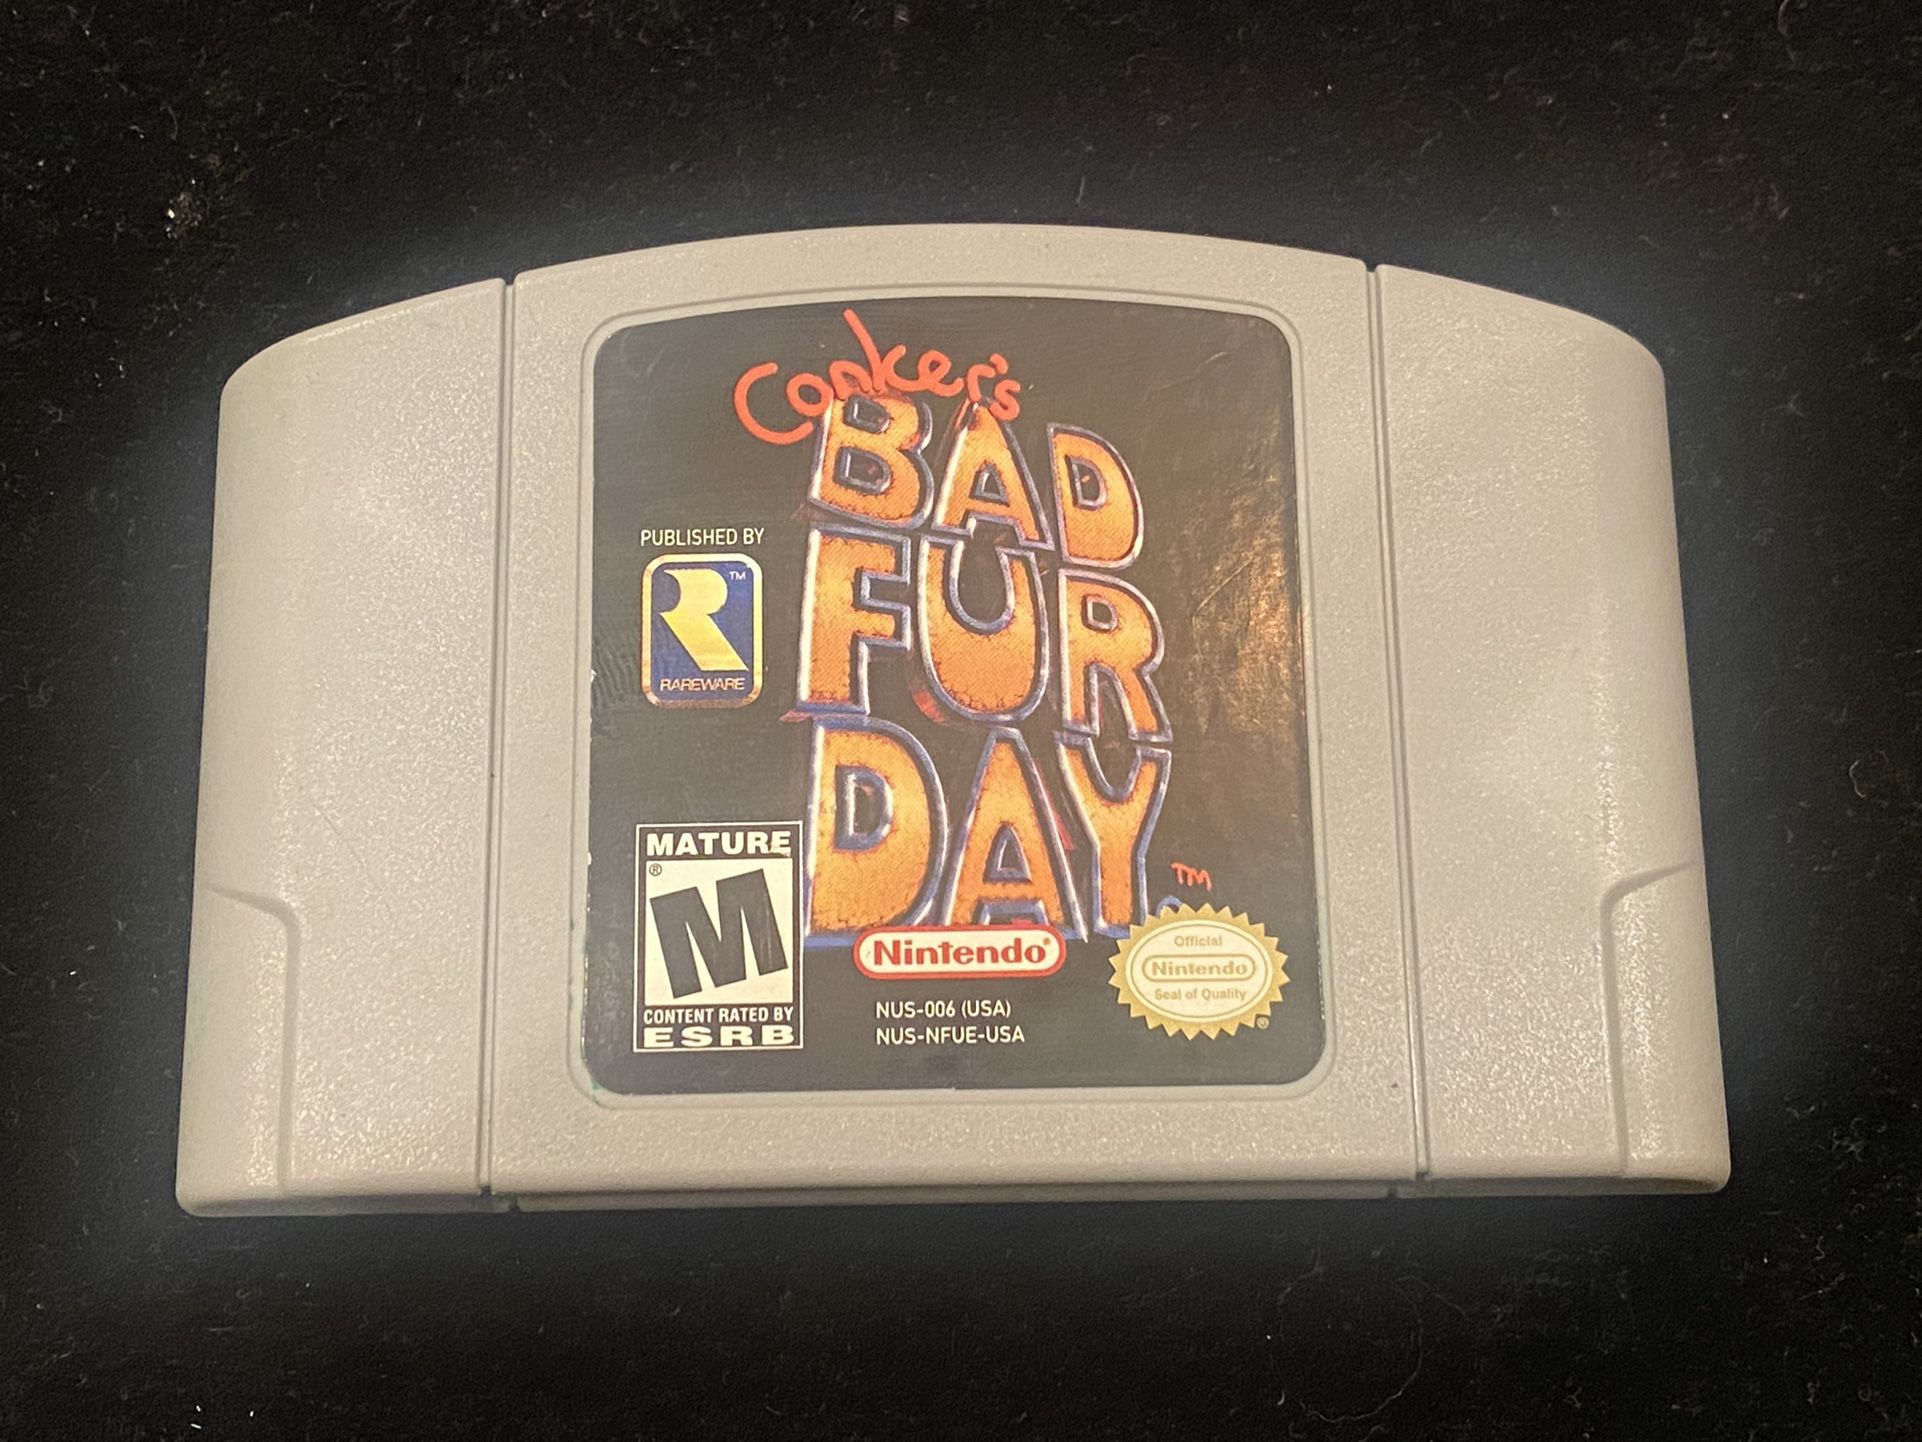 Conker's
BAD
FUR
DAY
TM
PUBLISHED BY
R TM
RAREWARE
MATURE
®
M
CONTENT RATED BY
ESRB
Nintendo®
NUS-006 (USA)
NUS-NFUE-USA
Official
Nintendo
Seal of Quality
®